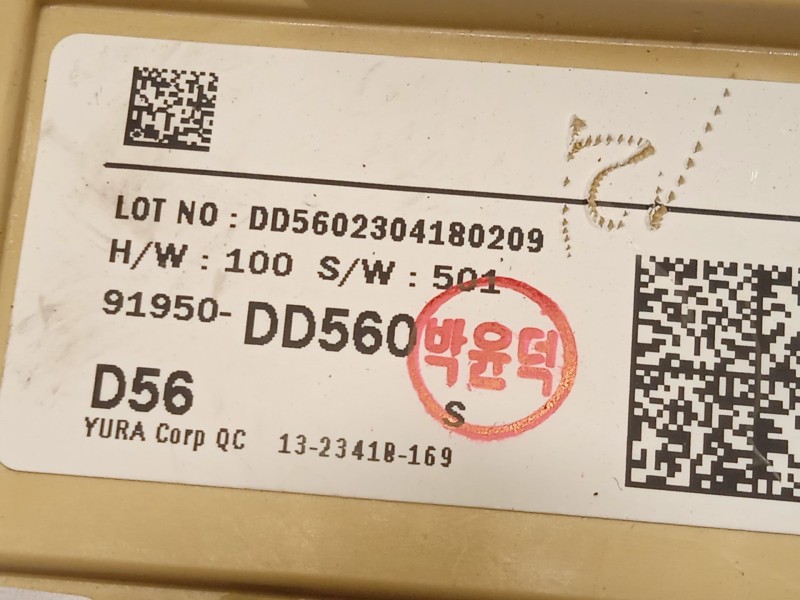 LOT NO : DD5602304180209
H/W : 100 S/W : 501
91950- DD560
박윤덕
S
D56
YURA Corp QC 13-23418-169